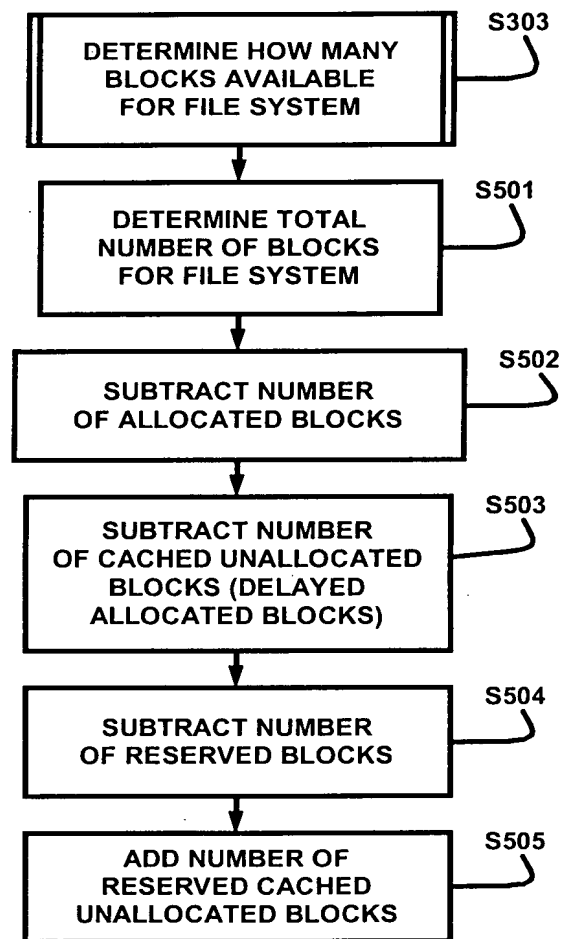 S303
DETERMINE HOW MANY
BLOCKS AVAILABLE
FOR FILE SYSTEM
S501
DETERMINE TOTAL
NUMBER OF BLOCKS
FOR FILE SYSTEM
S502
SUBTRACT NUMBER
OF ALLOCATED BLOCKS
S503
SUBTRACT NUMBER
OF CACHED UNALLOCATED
BLOCKS (DELAYED
ALLOCATED BLOCKS)
S504
SUBTRACT NUMBER
OF RESERVED BLOCKS
S505
ADD NUMBER OF
RESERVED CACHED
UNALLOCATED BLOCKS